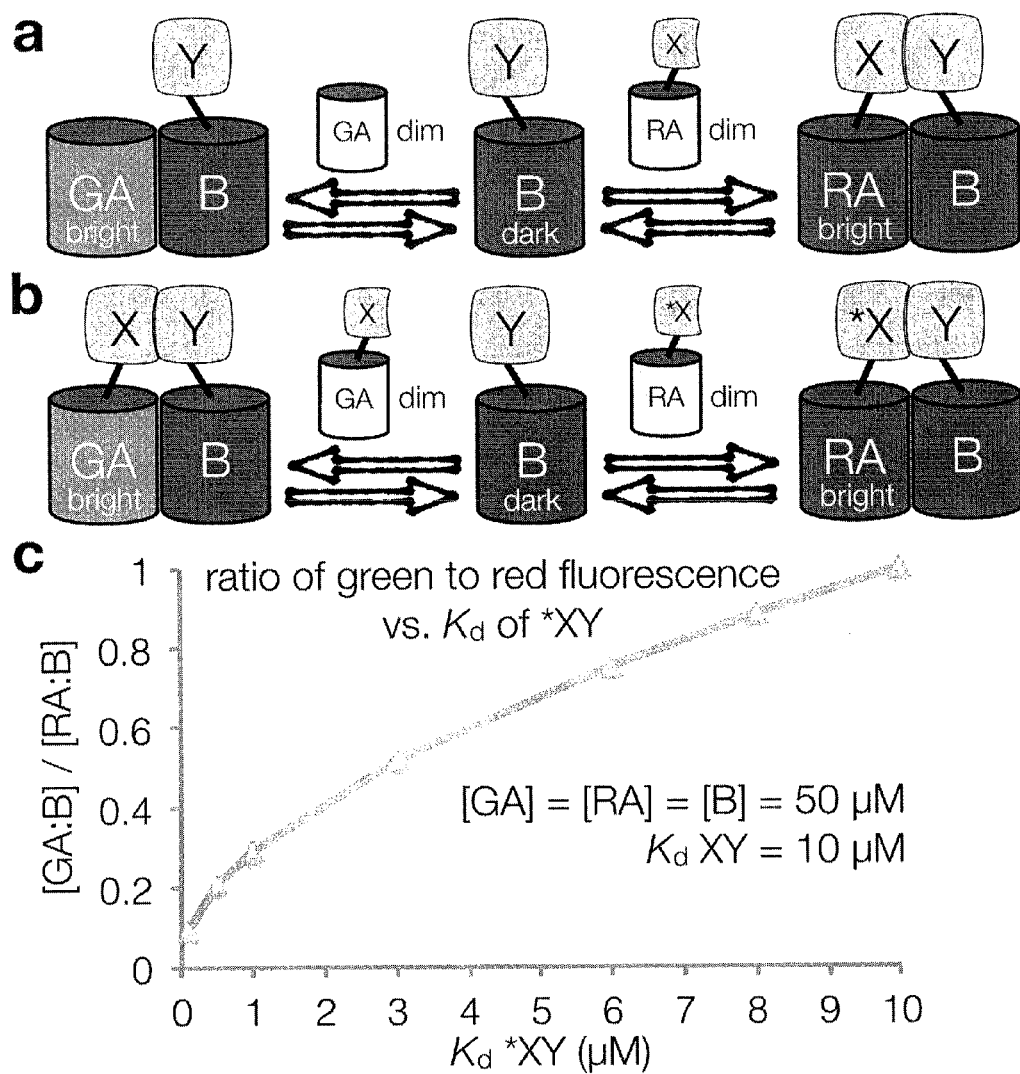 a
Y
GA
bright
B
GA
dim
Y
B
dark
X
RA
dim
X
Y
RA
bright
B
b
X
Y
GA
bright
B
X
GA
dim
Y
B
dark
*X
RA
dim
*X
Y
RA
bright
B
c
ratio of green to red fluorescence
vs. Kd of *XY
[GA:B] / [RA:B]
1
0.8
0.6
0.4
0.2
0
[GA] = [RA] = [B] = 50 µM
Kd XY = 10 µM
0 1 2 3 4 5 6 7 8 9 10
Kd *XY (µM)